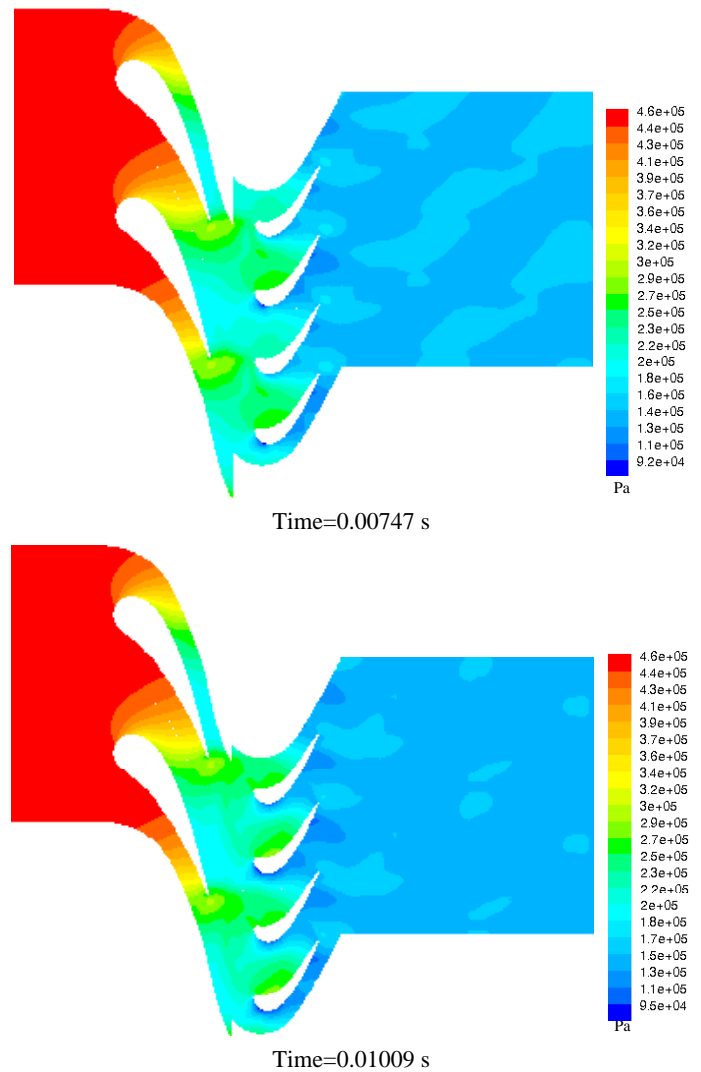 4.6e+05
4.4e+05
4.3e+05
4.1e+05
3.9e+05
3.7e+05
3.6e+05
3.4e+05
3.2e+05
3e+05
2.9e+05
2.7e+05
2.5e+05
2.3e+05
2.2e+05
2e+05
1.8e+05
1.6e+05
1.4e+05
1.3e+05
1.1e+05
9.2e+04
Pa
Time=0.00747 s
4.6e+05
4.4e+05
4.3e+05
4.1e+05
3.9e+05
3.7e+05
3.6e+05
3.4e+05
3.2e+05
3e+05
2.9e+05
2.7e+05
2.5e+05
2.3e+05
2.2e+05
2e+05
1.8e+05
1.7e+05
1.5e+05
1.3e+05
1.1e+05
9.5e+04
Pa
Time=0.01009 s